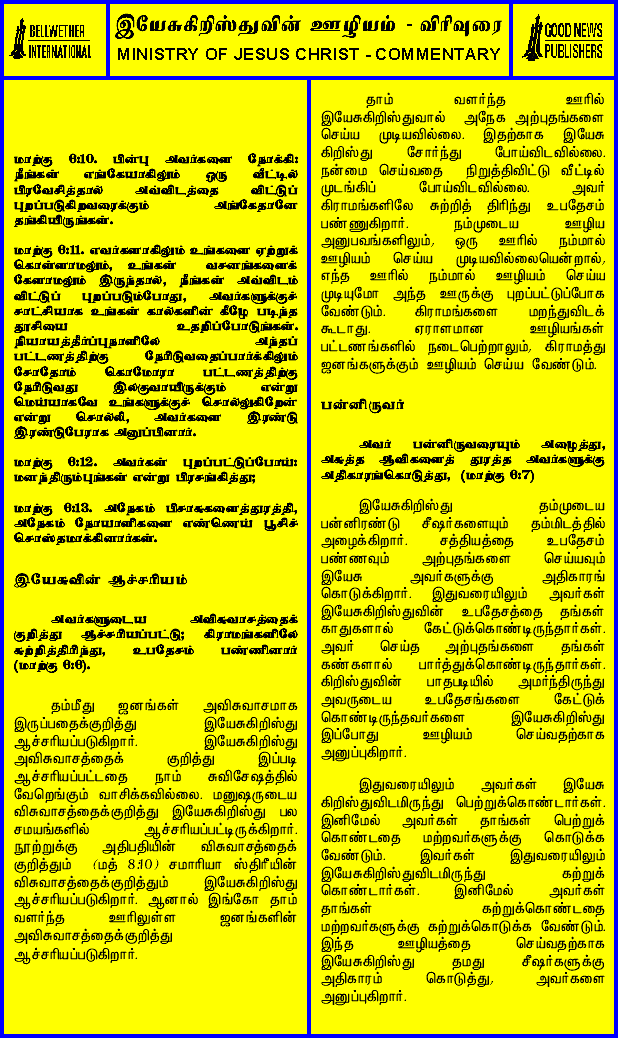 BELLWETHER
INTERNATIONAL
இயேசுகிறிஸ்துவின் ஊழியம் - விரிவுரை
MINISTRY OF JESUS CHRIST - COMMENTARY
GOOD NEWS
PUBLISHERS
மாற்கு 6:10. பின்பு அவர்களை நோக்கி:
நீங்கள் எங்கேயாகிலும் ஒரு வீட்டில்
பிரவேசித்தால் அவ்விடத்தை விட்டுப்
புறப்படுகிறவரைக்கும் அங்கேதானே
தங்கியிருங்கள்.
மாற்கு 6:11. எவர்களாகிலும் உங்களை ஏற்றுக்
கொள்ளாமலும், உங்கள் வசனங்களைக்
கேளாமலும் இருந்தால், நீங்கள் அவ்விடம்
விட்டுப் புறப்படும்போது, அவர்களுக்குச்
சாட்சியாக உங்கள் கால்களின் கீழே படிந்த
தூசியை உதறிப்போடுங்கள்.
நியாயத்தீர்ப்புநாளிலே அந்தப்
பட்டணத்திற்கு நேரிடுவதைப்பார்க்கிலும்
சோதோம் கொமோரா பட்டணத்திற்கு
நேரிடுவது இலகுவாயிருக்கும் என்று
மெய்யாகவே உங்களுக்குச் சொல்லுகிறேன்
என்று சொல்லி, அவர்களை இரண்டு
இரண்டுபேராக அனுப்பினார்.
மாற்கு 6:12. அவர்கள் புறப்பட்டுப்போய்:
மனந்திரும்புங்கள் என்று பிரசங்கித்து;
மாற்கு 6:13. அநேகம் பிசாசுகளைத்துரத்தி,
அநேகம் நோயாளிகளை எண்ணெய் பூசிச்
சொஸ்தமாக்கினார்கள்.
இயேசுவின் ஆச்சரியம்
அவர்களுடைய அவிசுவாசத்தைக்
குறித்து ஆச்சரியப்பட்டு; கிராமங்களிலே
சுற்றித்திரிந்து, உபதேசம் பண்ணினார்
(மாற்கு 6:6).
தம்மீது ஜனங்கள் அவிசுவாசமாக
இருப்பதைக்குறித்து இயேசுகிறிஸ்து
ஆச்சரியப்படுகிறார். இயேசுகிறிஸ்து
அவிசுவாசத்தைக் குறித்து இப்படி
ஆச்சரியப்பட்டதை நாம் சுவிசேஷத்தில்
வேறெங்கும் வாசிக்கவில்லை. மனுஷருடைய
விசுவாசத்தைக்குறித்து இயேசுகிறிஸ்து பல
சமயங்களில் ஆச்சரியப்பட்டிருக்கிறார்.
நூற்றுக்கு அதிபதியின் விசுவாசத்தைக்
குறித்தும் (மத் 8:10) சமாரியா ஸ்திரீயின்
விசுவாசத்தைக்குறித்தும் இயேசுகிறிஸ்து
ஆச்சரியப்படுகிறார். ஆனால் இங்கோ தாம்
வளர்ந்த ஊரிலுள்ள ஜனங்களின்
அவிசுவாசத்தைக்குறித்து
ஆச்சரியப்படுகிறார்.
தாம் வளர்ந்த ஊரில்
இயேசுகிறிஸ்துவால் அநேக அற்புதங்களை
செய்ய முடியவில்லை. இதற்காக இயேசு
கிறிஸ்து சோர்ந்து போய்விடவில்லை.
நன்மை செய்வதை நிறுத்திவிட்டு வீட்டில்
முடங்கிப் போய்விடவில்லை. அவர்
கிராமங்களிலே சுற்றித் திரிந்து உபதேசம்
பண்ணுகிறார். நம்முடைய ஊழிய
அனுபவங்களிலும், ஒரு ஊரில் நம்மால்
ஊழியம் செய்ய முடியவில்லையென்றால்,
எந்த ஊரில் நம்மால் ஊழியம் செய்ய
முடியுமோ அந்த ஊருக்கு புறப்பட்டுப்போக
வேண்டும். கிராமங்களை மறந்துவிடக்
கூடாது. ஏராளமான ஊழியங்கள்
பட்டணங்களில் நடைபெற்றாலும், கிராமத்து
ஜனங்களுக்கும் ஊழியம் செய்ய வேண்டும்.
பன்னிருவர்
அவர் பன்னிருவரையும் அழைத்து,
அசுத்த ஆவிகளைத் துரத்த அவர்களுக்கு
அதிகாரங்கொடுத்து, (மாற்கு 6:7)
இயேசுகிறிஸ்து தம்முடைய
பன்னிரண்டு சீஷர்களையும் தம்மிடத்தில்
அழைக்கிறார். சத்தியத்தை உபதேசம்
பண்ணவும் அற்புதங்களை செய்யவும்
இயேசு அவர்களுக்கு அதிகாரங்
கொடுக்கிறார். இதுவரையிலும் அவர்கள்
இயேசுகிறிஸ்துவின் உபதேசத்தை தங்கள்
காதுகளால் கேட்டுக்கொண்டிருந்தார்கள்.
அவர் செய்த அற்புதங்களை தங்கள்
கண்களால் பார்த்துக்கொண்டிருந்தார்கள்.
கிறிஸ்துவின் பாதபடியில் அமர்ந்திருந்து
அவருடைய உபதேசங்களை கேட்டுக்
கொண்டிருந்தவர்களை இயேசுகிறிஸ்து
இப்போது ஊழியம் செய்வதற்காக
அனுப்புகிறார்.
இதுவரையிலும் அவர்கள் இயேசு
கிறிஸ்துவிடமிருந்து பெற்றுக்கொண்டார்கள்.
இனிமேல் அவர்கள் தாங்கள் பெற்றுக்
கொண்டதை மற்றவர்களுக்கு கொடுக்க
வேண்டும். இவர்கள் இதுவரையிலும்
இயேசுகிறிஸ்துவிடமிருந்து கற்றுக்
கொண்டார்கள். இனிமேல் அவர்கள்
தாங்கள் கற்றுக்கொண்டதை
மற்றவர்களுக்கு கற்றுக்கொடுக்க வேண்டும்.
இந்த ஊழியத்தை செய்வதற்காக
இயேசுகிறிஸ்து தமது சீஷர்களுக்கு
அதிகாரம் கொடுத்து, அவர்களை
அனுப்புகிறார்.